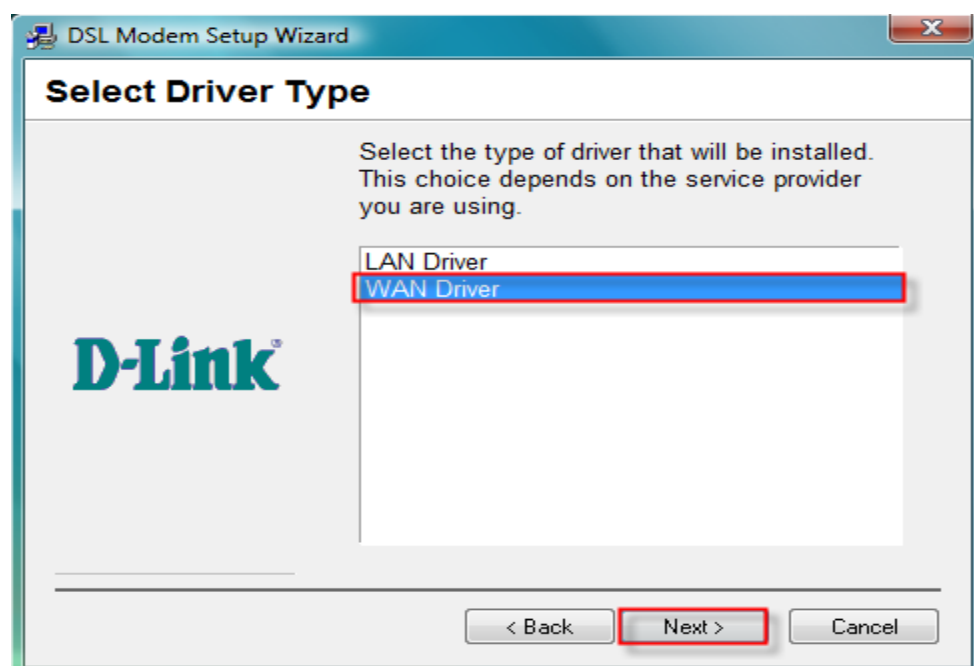 DSL Modem Setup Wizard
Select Driver Type
Select the type of driver that will be installed.
This choice depends on the service provider
you are using.
LAN Driver
WAN Driver
D-Link®
< Back
Next >
Cancel